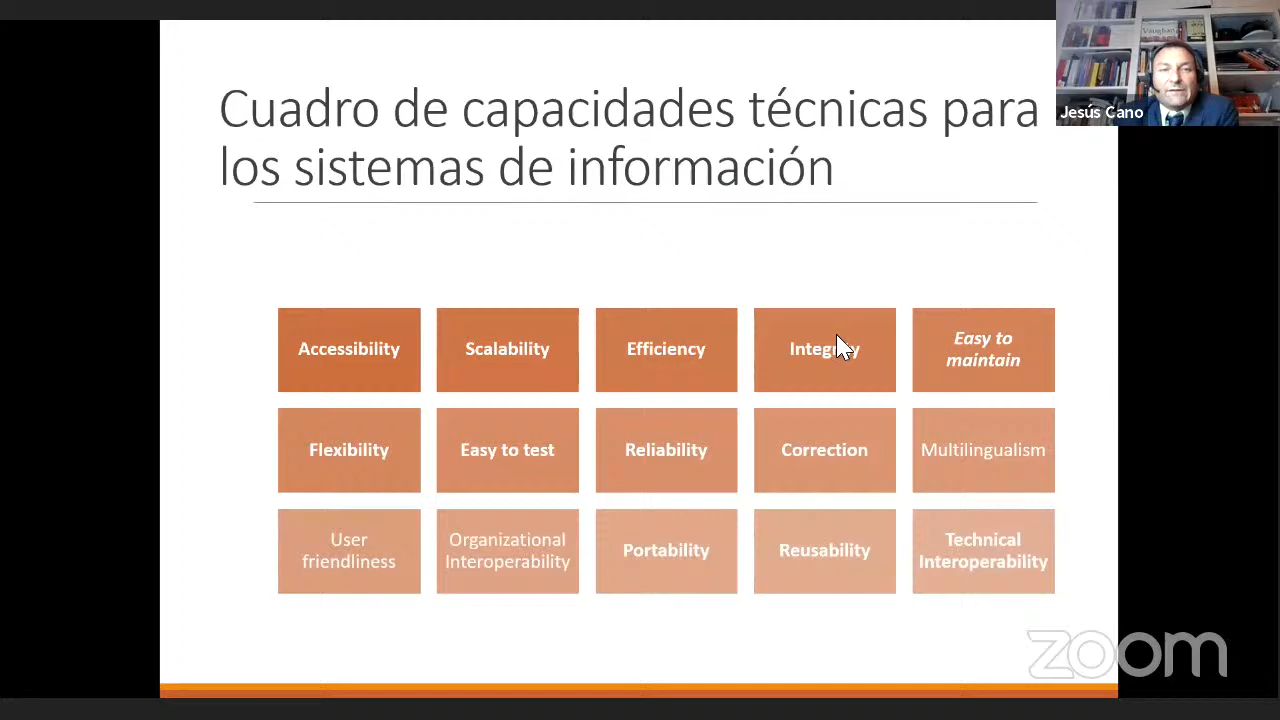 Vaughan
Jesús Cano
Cuadro de capacidades técnicas para
los sistemas de información
Accessibility
Scalability
Efficiency
Easy to
maintain
Flexibility
Easy to test
Reliability
Correction
Multilingualism
User
friendliness
Organizational
Interoperability
Portability
Reusability
Technical
Interoperability
zoom